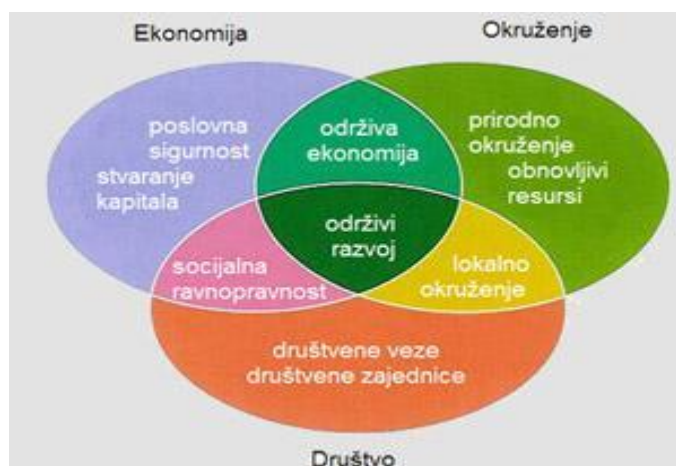 Ekonomija
Okruženje
poslovna
sigurnost
stvaranje
kapitala
održiva
ekonomija
prirodno
okruženje
obnovljivi
resursi
održivi
razvoj
socijalna
ravnopravnost
lokalno
okruženje
društvene veze
društvene zajednice
Društvo